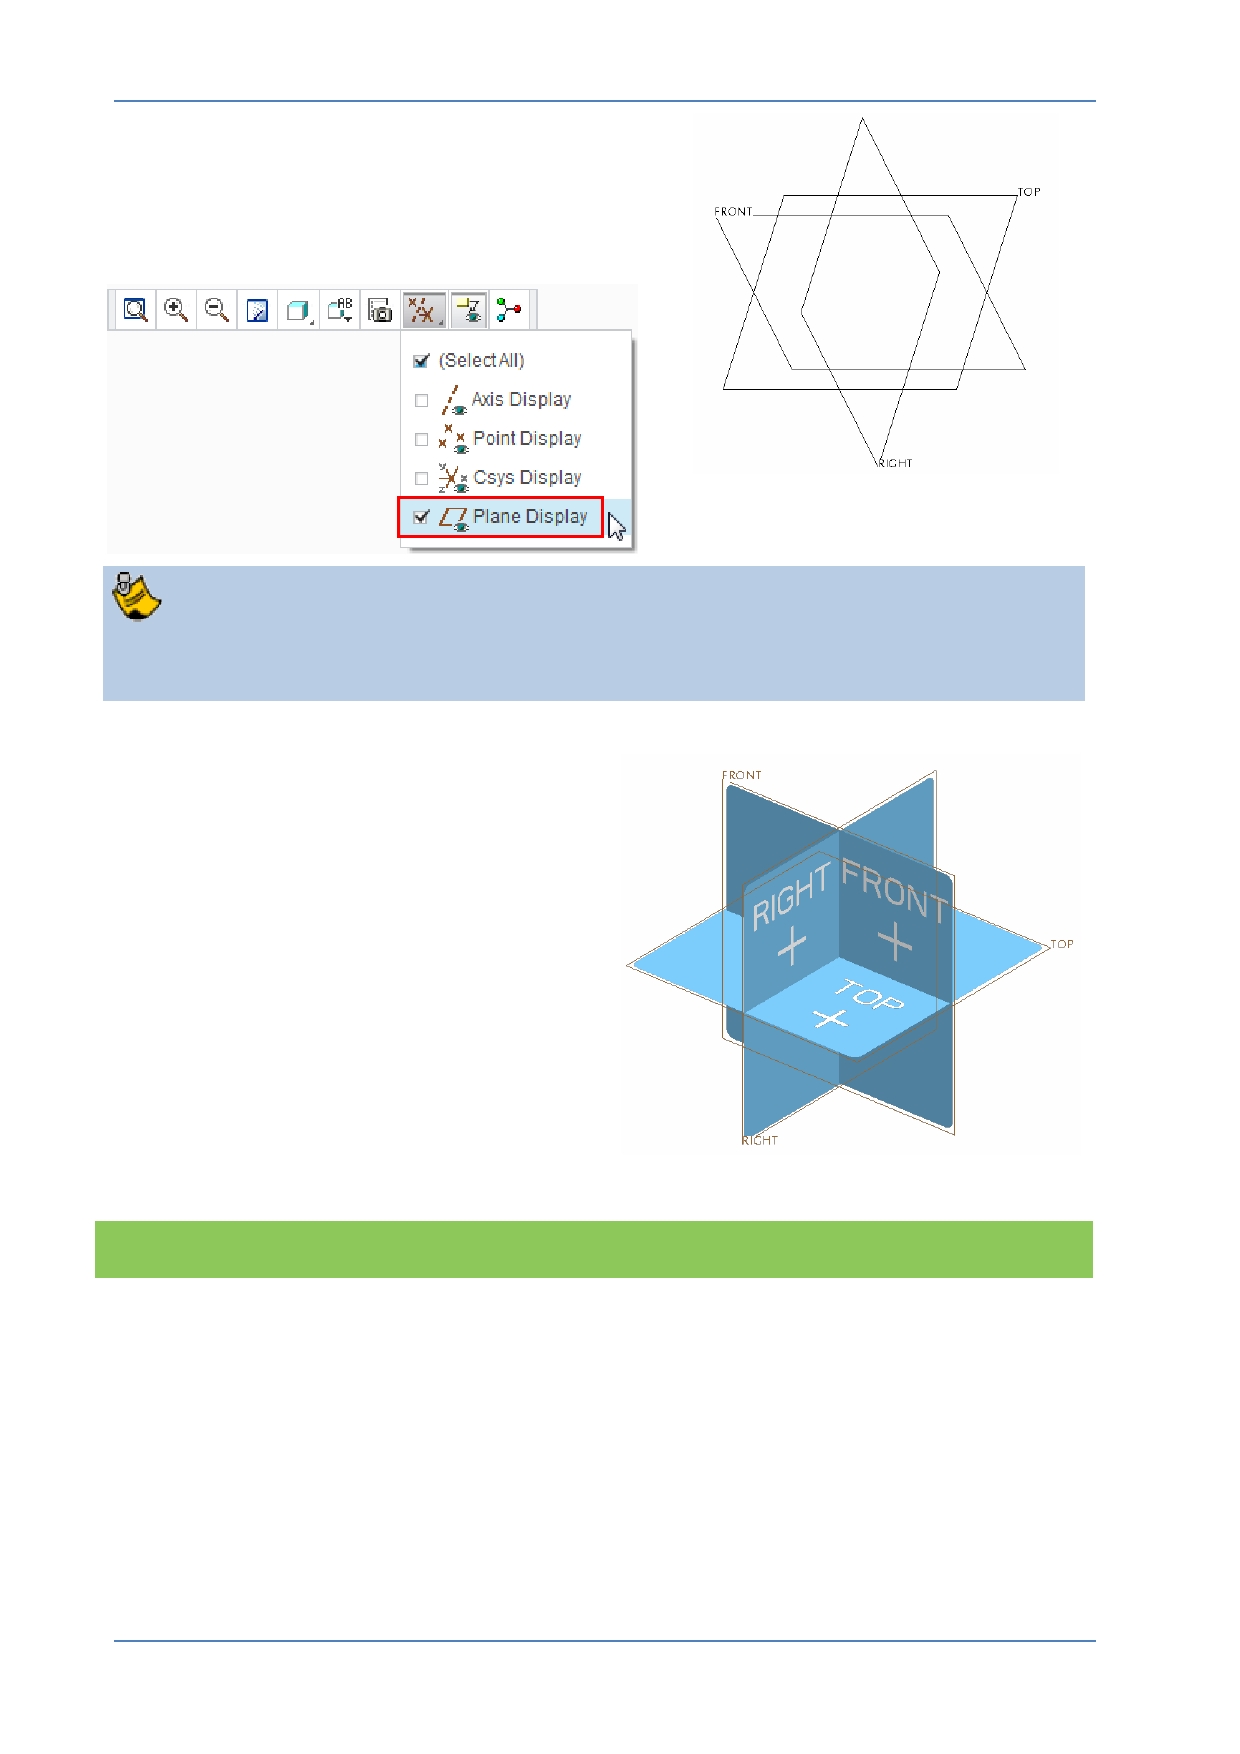 TOP
FRONT
AB
(Select All)
Axis Display
Point Display
Csys Display
Plane Display
RIGHT
FRONT
RIGHT
FRONT
TOP
TOP
RIGHT